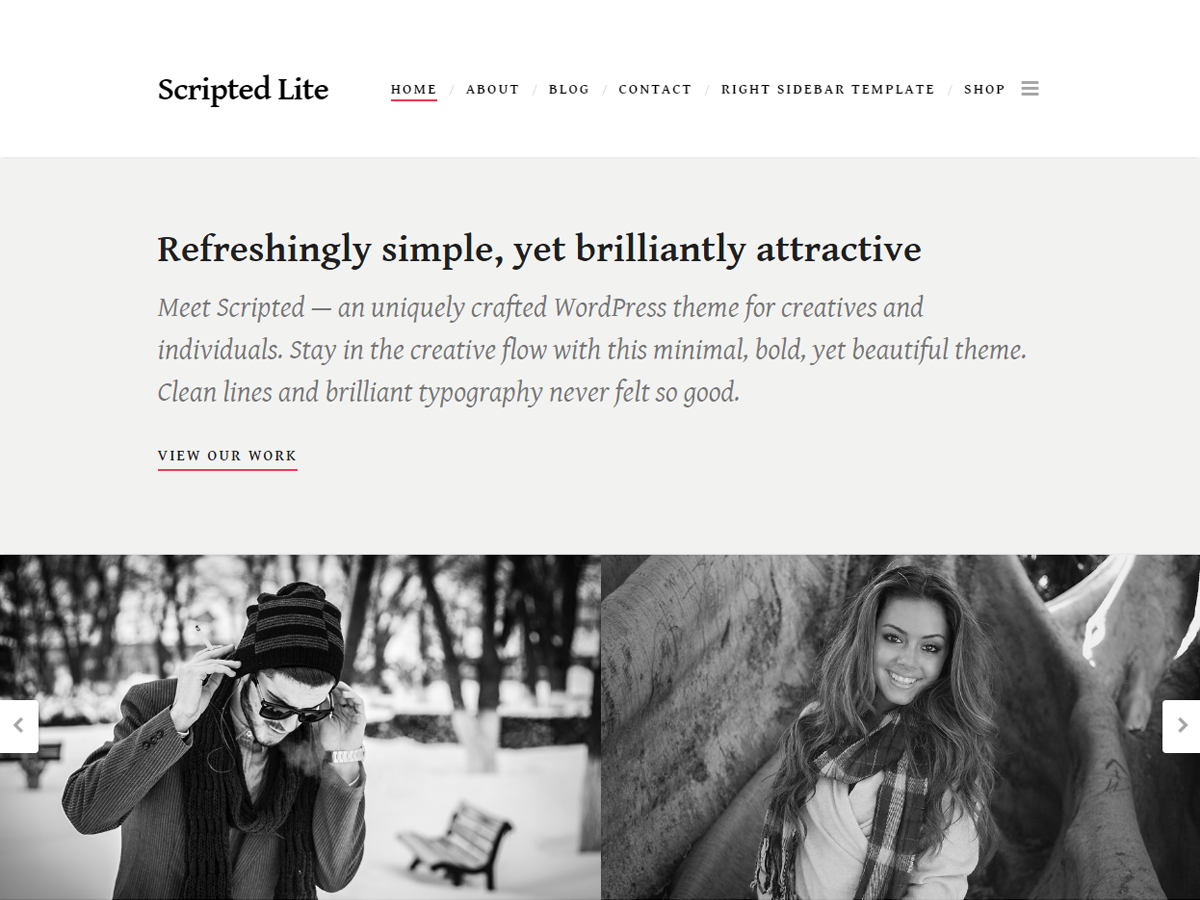 Scripted Lite
HOME / ABOUT / BLOG / CONTACT / RIGHT SIDEBAR TEMPLATE / SHOP
Refreshingly simple, yet brilliantly attractive
Meet Scripted — an uniquely crafted WordPress theme for creatives and
individuals. Stay in the creative flow with this minimal, bold, yet beautiful theme.
Clean lines and brilliant typography never felt so good.
VIEW OUR WORK